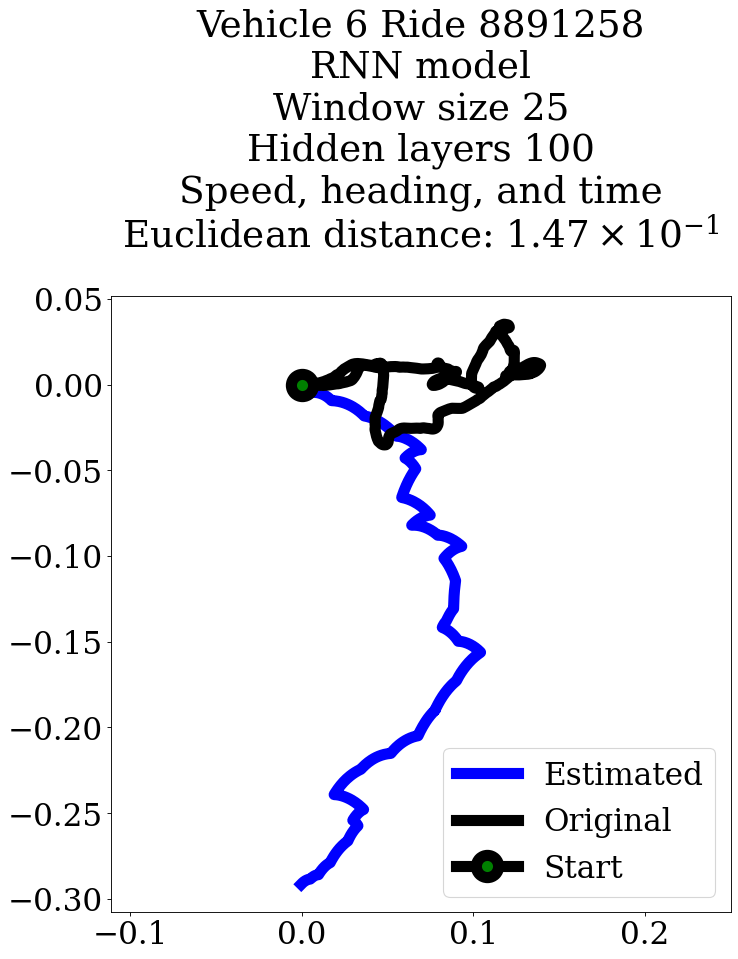 Vehicle 6 Ride 8891258
RNN model
Window size 25
Hidden layers 100
Speed, heading, and time
Euclidean distance: 1.47 × 10⁻¹
0.05
0.00
−0.05
−0.10
−0.15
−0.20
−0.25
−0.30
Estimated
Original
Start
−0.1 0.0 0.1 0.2